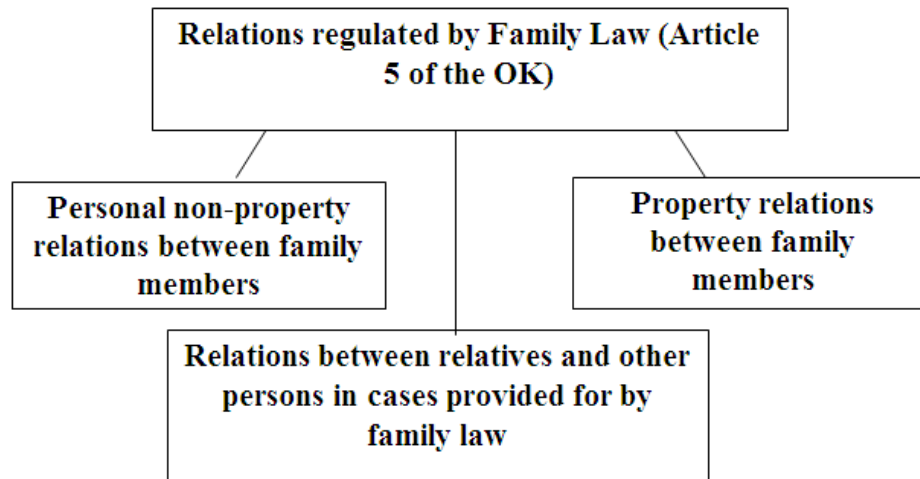 Relations regulated by Family Law (Article
5 of the OK)
Personal non-property
relations between family
members
Property relations
between family
members
Relations between relatives and other
persons in cases provided for by
family law